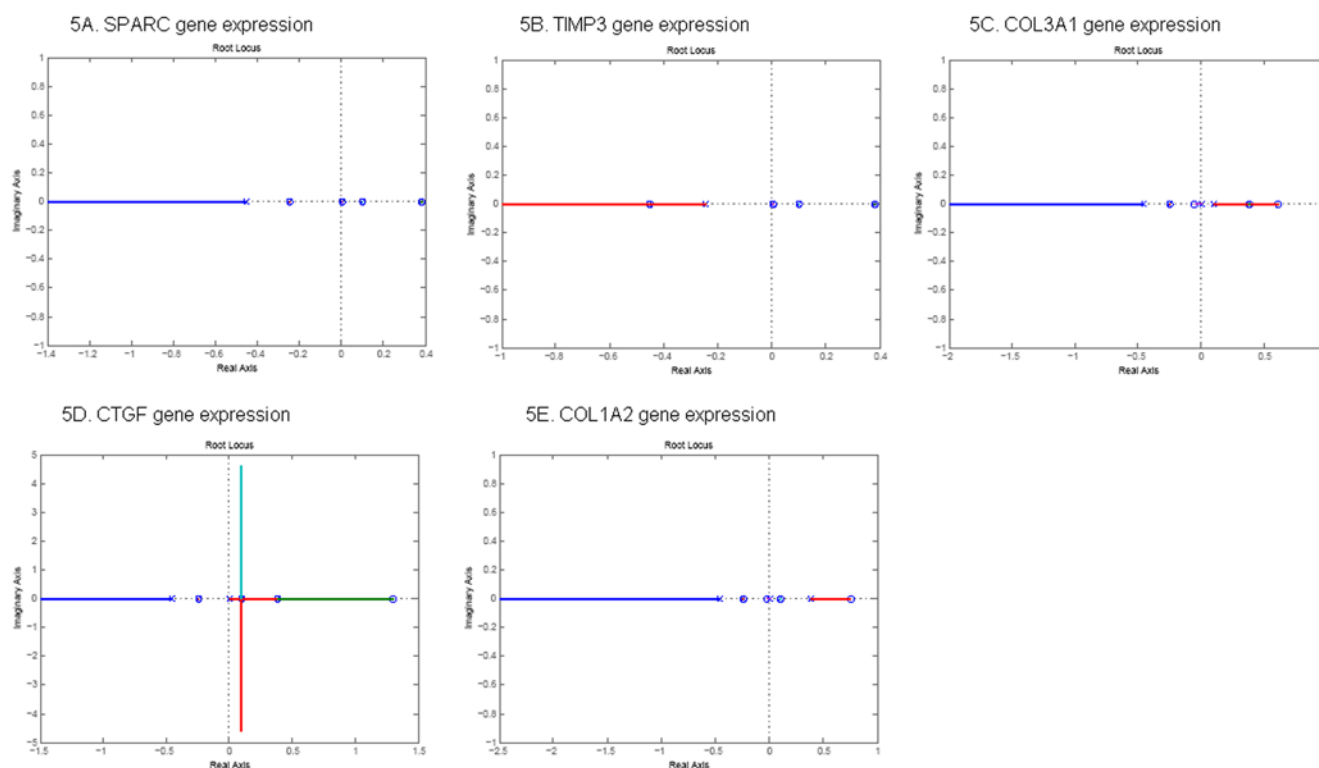 5A. SPARC gene expression
Root Locus
Imaginary Axis
1
0.8
0.6
0.4
0.2
0
−0.2
−0.4
−0.6
−0.8
−1
−1.4 −1.2 −1 −0.8 −0.6 −0.4 −0.2 0 0.2 0.4
Real Axis
5B. TIMP3 gene expression
Root Locus
Imaginary Axis
1
0.8
0.6
0.4
0.2
0
−0.2
−0.4
−0.6
−0.8
−1
−1 −0.8 −0.6 −0.4 −0.2 0 0.2 0.4
Real Axis
5C. COL3A1 gene expression
Root Locus
Imaginary Axis
1
0.8
0.6
0.4
0.2
0
−0.2
−0.4
−0.6
−0.8
−1
−2 −1.5 −1 −0.5 0 0.5
Real Axis
5D. CTGF gene expression
Root Locus
Imaginary Axis
5
4
3
2
1
0
−1
−2
−3
−4
−5
−1.5 −1 −0.5 0 0.5 1 1.5
Real Axis
5E. COL1A2 gene expression
Root Locus
Imaginary Axis
1
0.8
0.6
0.4
0.2
0
−0.2
−0.4
−0.6
−0.8
−1
−2.5 −2 −1.5 −1 −0.5 0 0.5 1
Real Axis